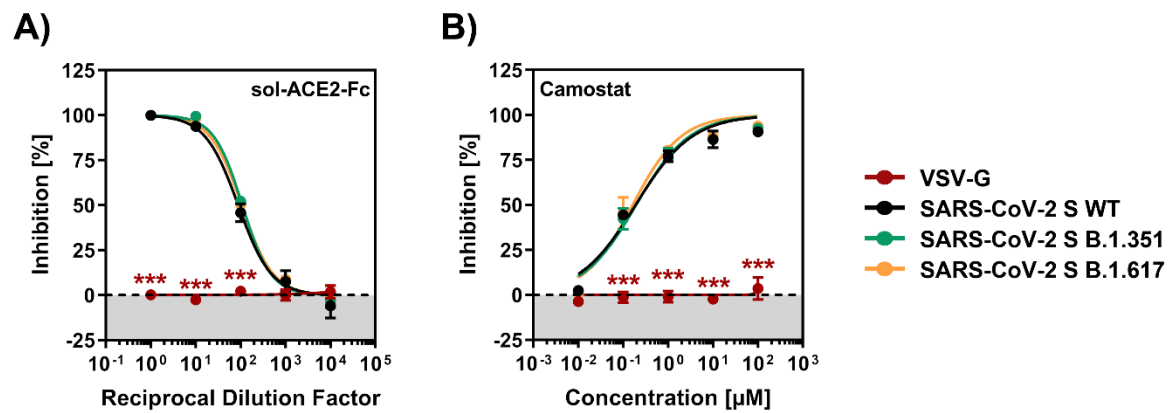 A)
sol-ACE2-Fc
Inhibition [%]
125
100
75
50
25
0
-25
***
***
***
10-1 100 101 102 103 104 105
Reciprocal Dilution Factor
B)
Camostat
Inhibition [%]
125
100
75
50
25
0
-25
***
***
***
***
10-3 10-2 10-1 100 101 102 103
Concentration [µM]
VSV-G
SARS-CoV-2 S WT
SARS-CoV-2 S B.1.351
SARS-CoV-2 S B.1.617